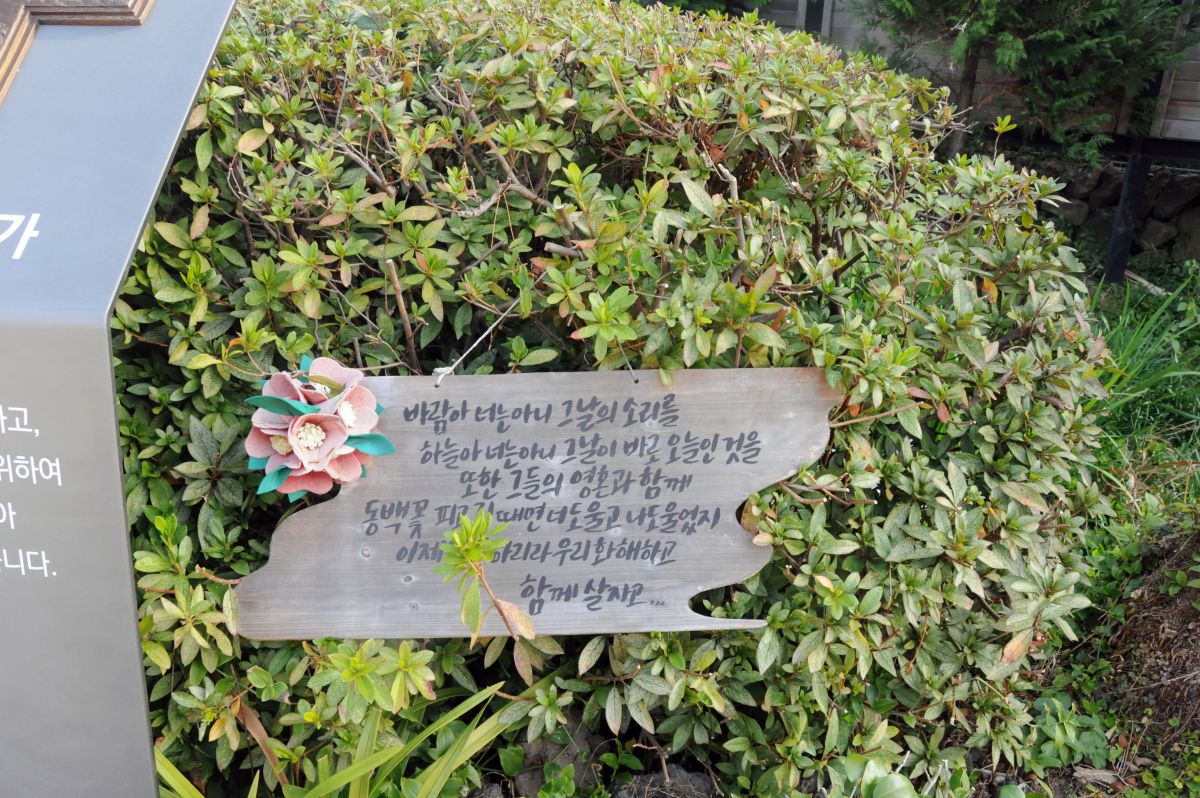 가
하고,
위하여
아
니다.
바람아 너는 아니 그날의 소리를
하늘아 너는 아니 그날이 바로 오늘인 것을
또한 그들의 영혼과 함께
동백꽃 피고 때면 너도 울고 나도 울었지
이제 하리라 우리 화해하고
함께 살자고...